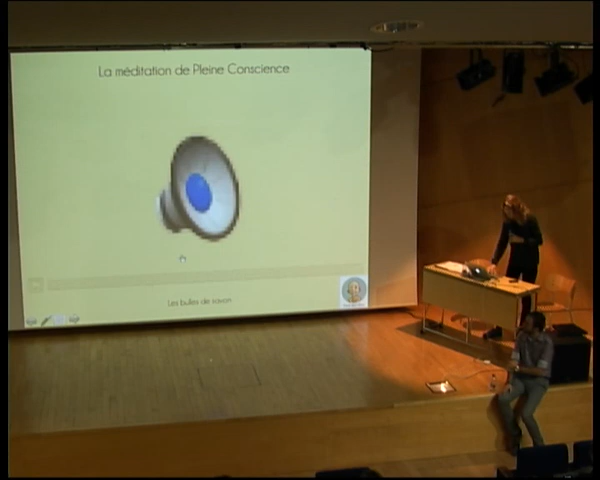 La méditation de Pleine Conscience
Les bulles de savon